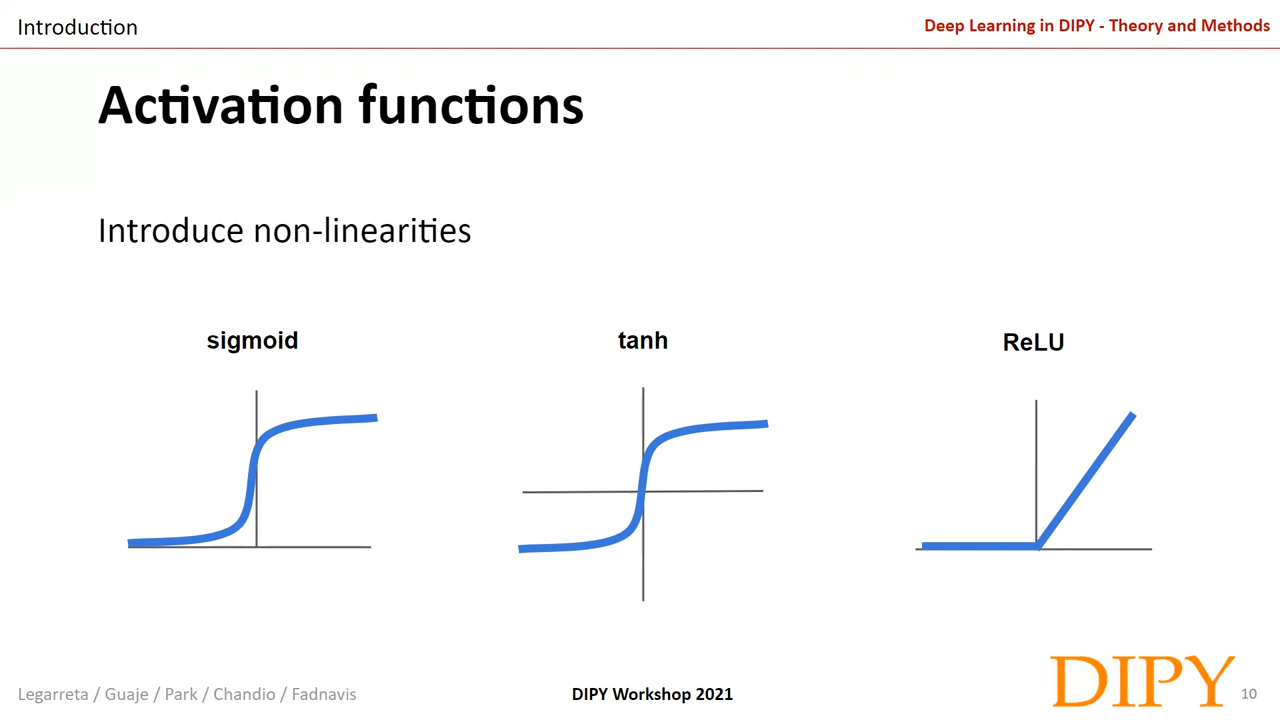 Introduction
Deep Learning in DIPY - Theory and Methods
Activation functions
Introduce non-linearities
sigmoid
tanh
ReLU
Legarreta / Guaje / Park / Chandio / Fadnavis
DIPY Workshop 2021
DIPY
10